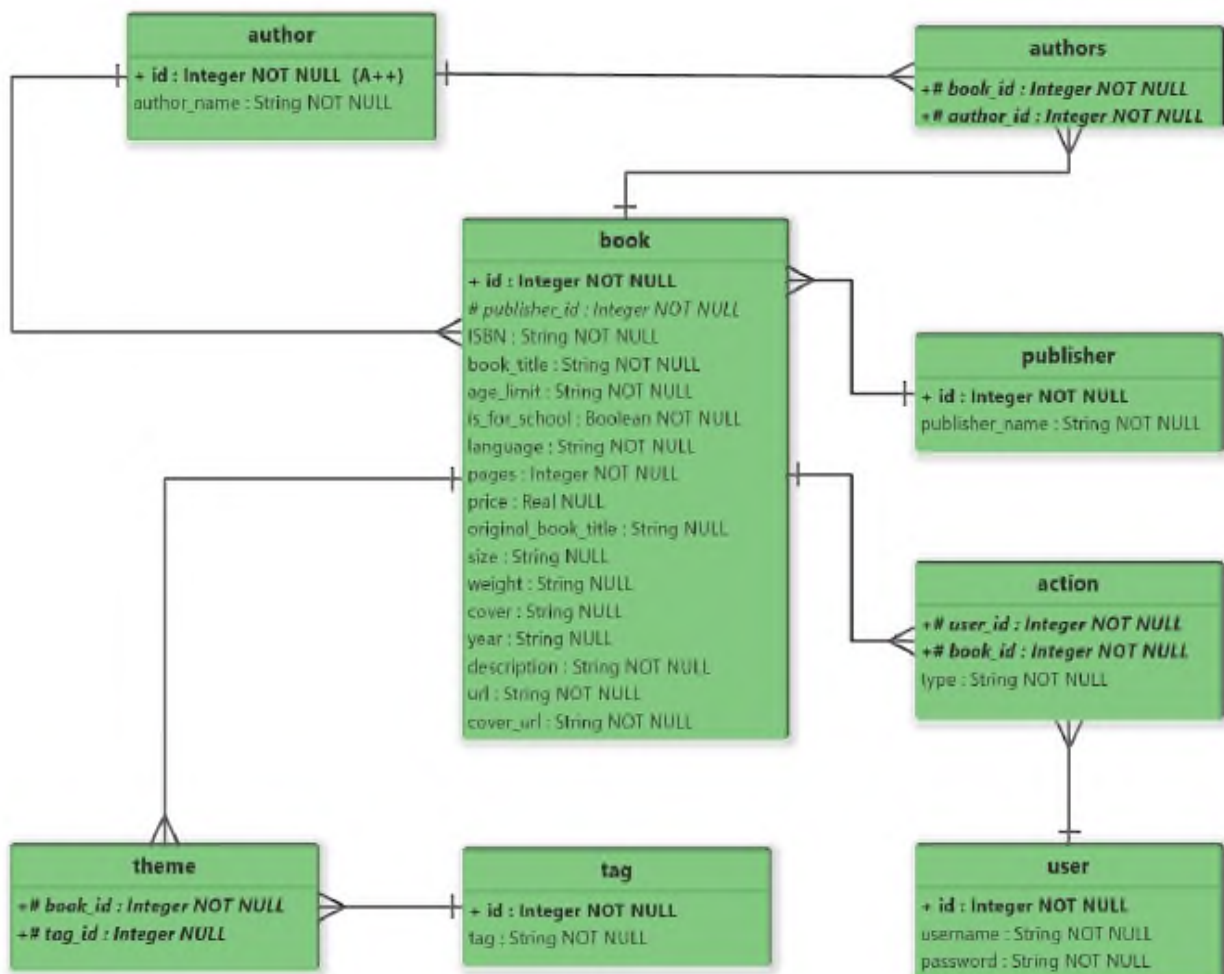 author
+ id : Integer NOT NULL (A++)
author_name : String NOT NULL
authors
+# book_id : Integer NOT NULL
+# author_id : Integer NOT NULL
book
+ id : Integer NOT NULL
# publisher_id : Integer NOT NULL
ISBN : String NOT NULL
book_title : String NOT NULL
age_limit : String NOT NULL
is_for_school : Boolean NOT NULL
language : String NOT NULL
pages : Integer NOT NULL
price : Real NULL
original_book_title : String NULL
size : String NULL
weight : String NULL
cover : String NULL
year : String NULL
description : String NOT NULL
url : String NOT NULL
cover_url : String NOT NULL
publisher
+ id : Integer NOT NULL
publisher_name : String NOT NULL
action
+# user_id : Integer NOT NULL
+# book_id : Integer NOT NULL
type : String NOT NULL
theme
+# book_id : Integer NOT NULL
+# tag_id : Integer NULL
tag
+ id : Integer NOT NULL
tag : String NOT NULL
user
+ id : Integer NOT NULL
username : String NOT NULL
password : String NOT NULL